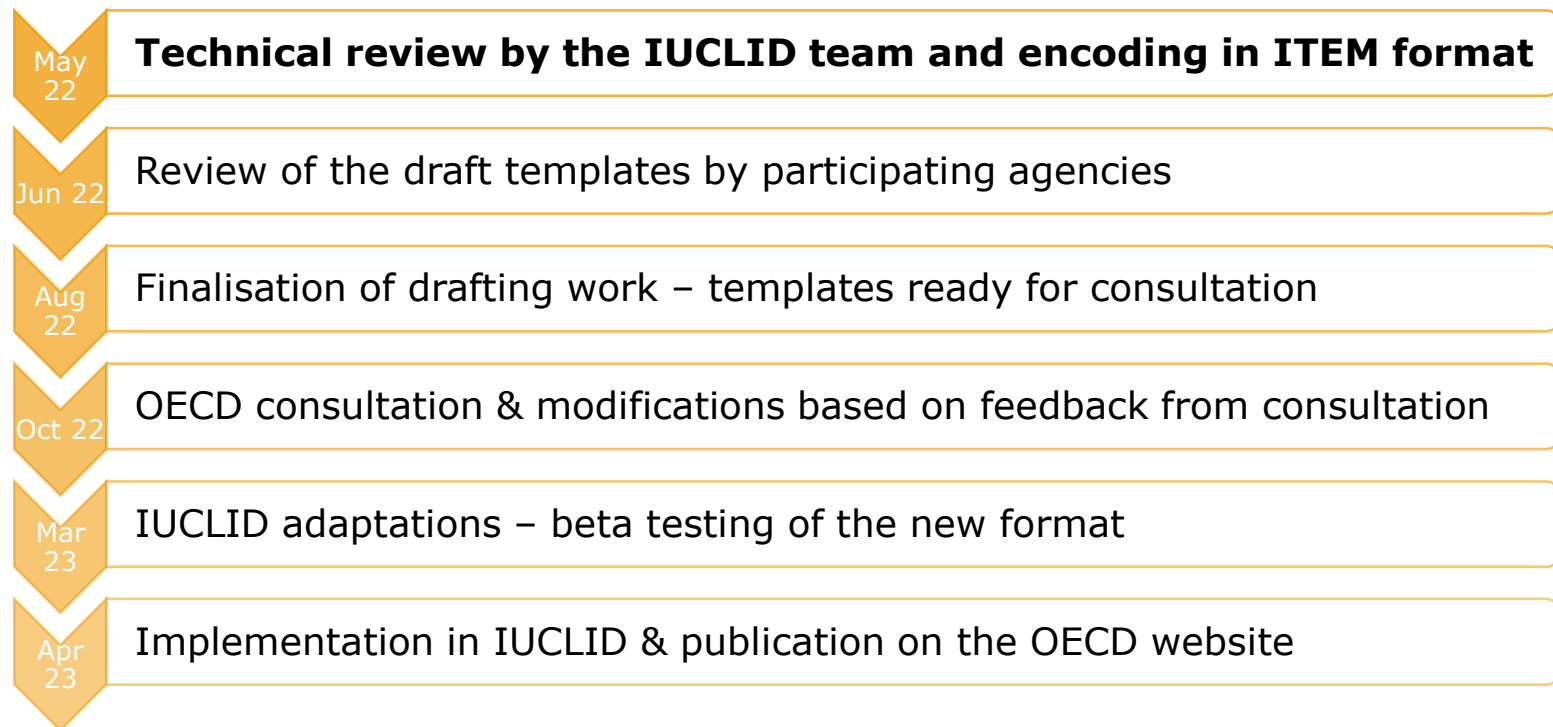 May
22
Technical review by the IUCLID team and encoding in ITEM format
Jun 22
Review of the draft templates by participating agencies
Aug
22
Finalisation of drafting work – templates ready for consultation
Oct 22
OECD consultation & modifications based on feedback from consultation
Mar
23
IUCLID adaptations – beta testing of the new format
Apr
23
Implementation in IUCLID & publication on the OECD website